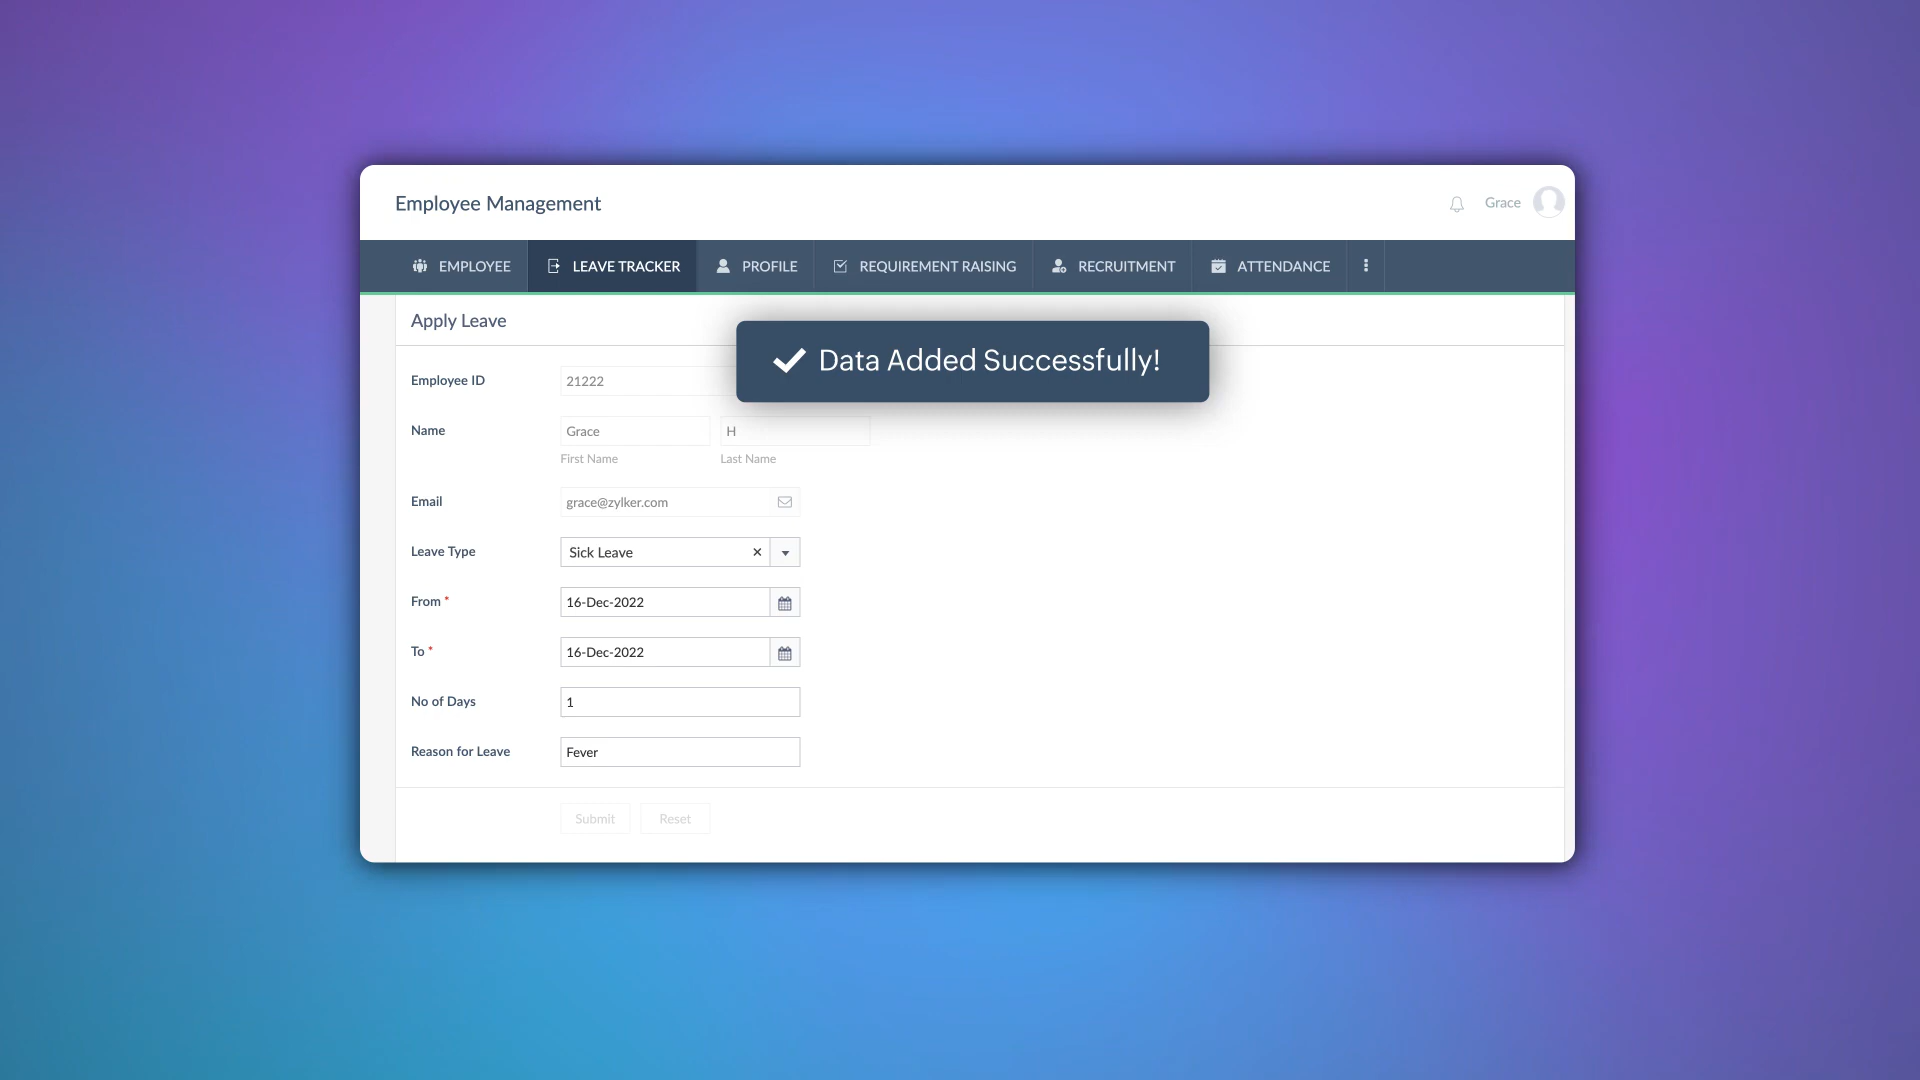 Employee Management
Grace
EMPLOYEE LEAVE TRACKER PROFILE REQUIREMENT RAISING RECRUITMENT ATTENDANCE
Apply Leave
Data Added Successfully!
Employee ID 21222
Name Grace H
First Name Last Name
Email grace@zylker.com
Leave Type Sick Leave
From * 16-Dec-2022
To * 16-Dec-2022
No of Days 1
Reason for Leave Fever
Submit Reset